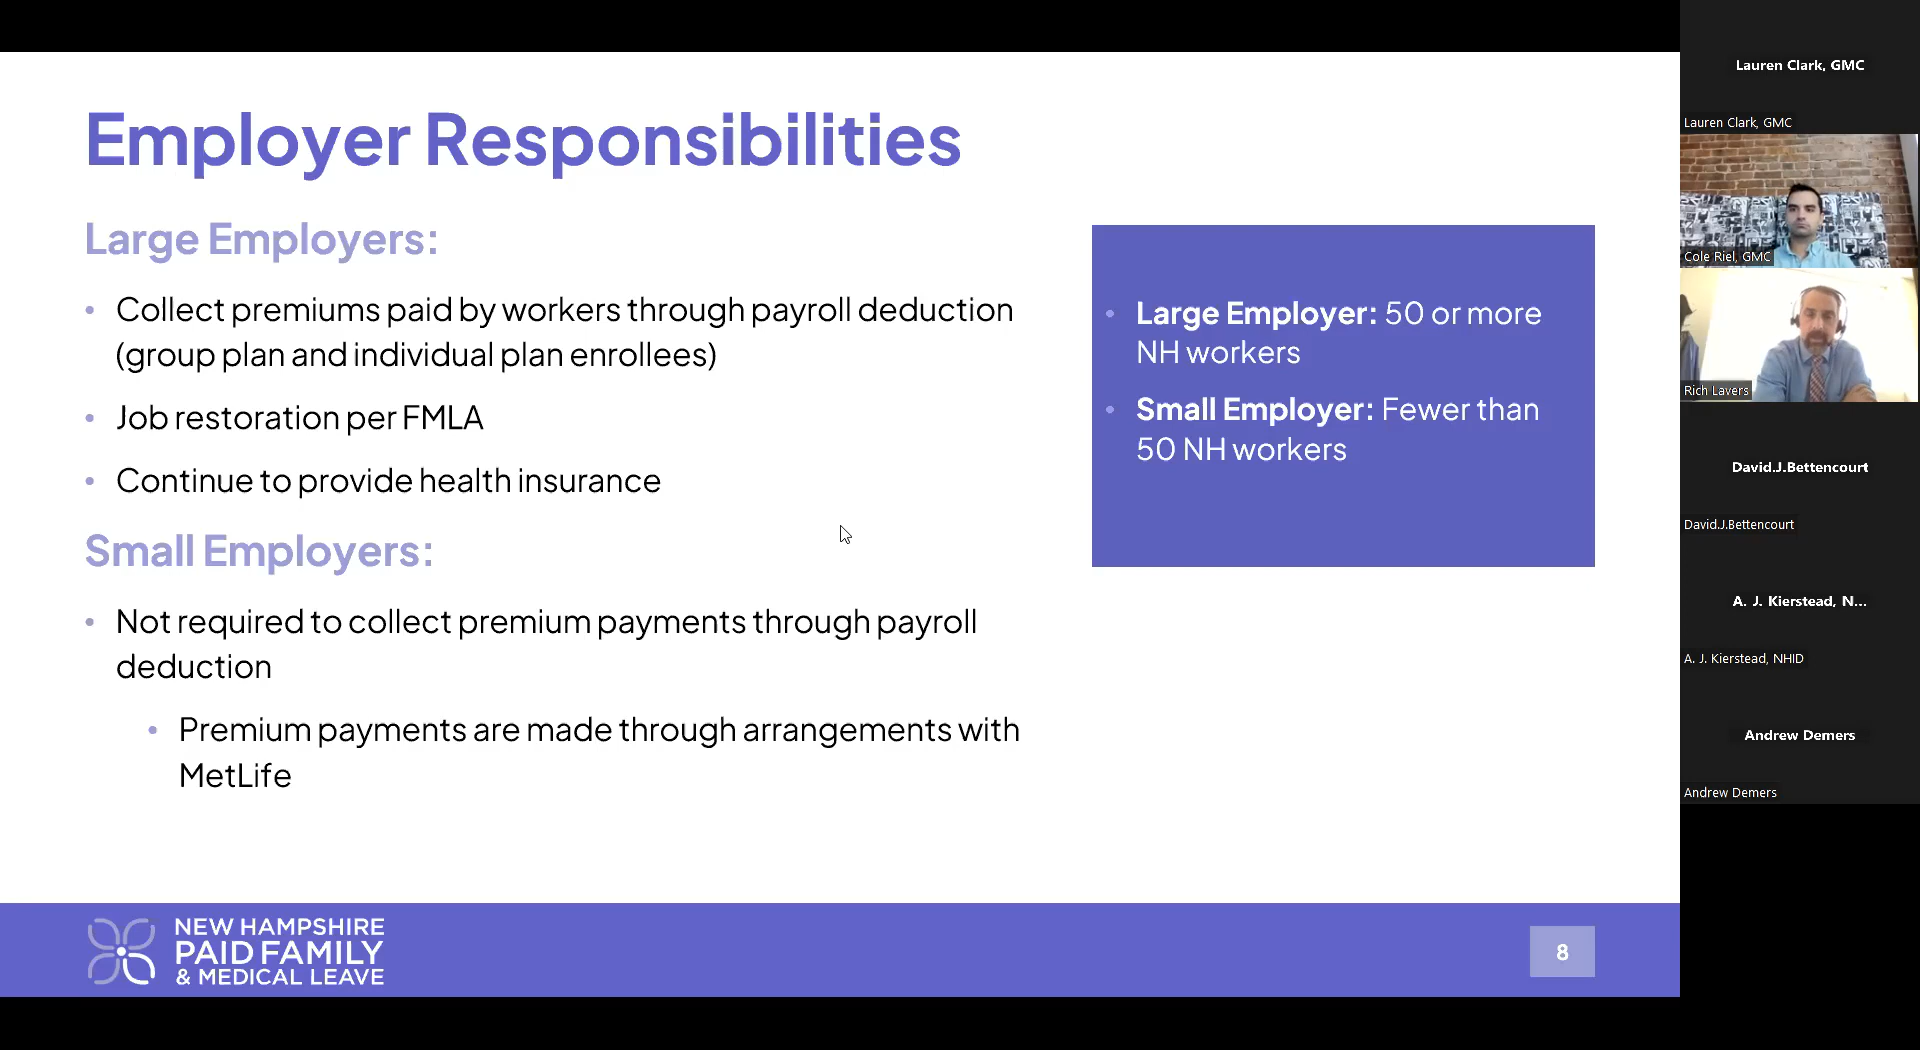 Employer Responsibilities
Large Employers:
• Collect premiums paid by workers through payroll deduction
(group plan and individual plan enrollees)
• Job restoration per FMLA
• Continue to provide health insurance
Small Employers:
• Not required to collect premium payments through payroll
deduction
• Premium payments are made through arrangements with
MetLife
• Large Employer: 50 or more
NH workers
• Small Employer: Fewer than
50 NH workers
NEW HAMPSHIRE
PAID FAMILY
& MEDICAL LEAVE
8
Lauren Clark, GMC
Lauren Clark, GMC
Cole Riel, GMC
Rich Lavers
David.J.Bettencourt
David.J.Bettencourt
A. J. Kierstead, N...
A. J. Kierstead, NHID
Andrew Demers
Andrew Demers